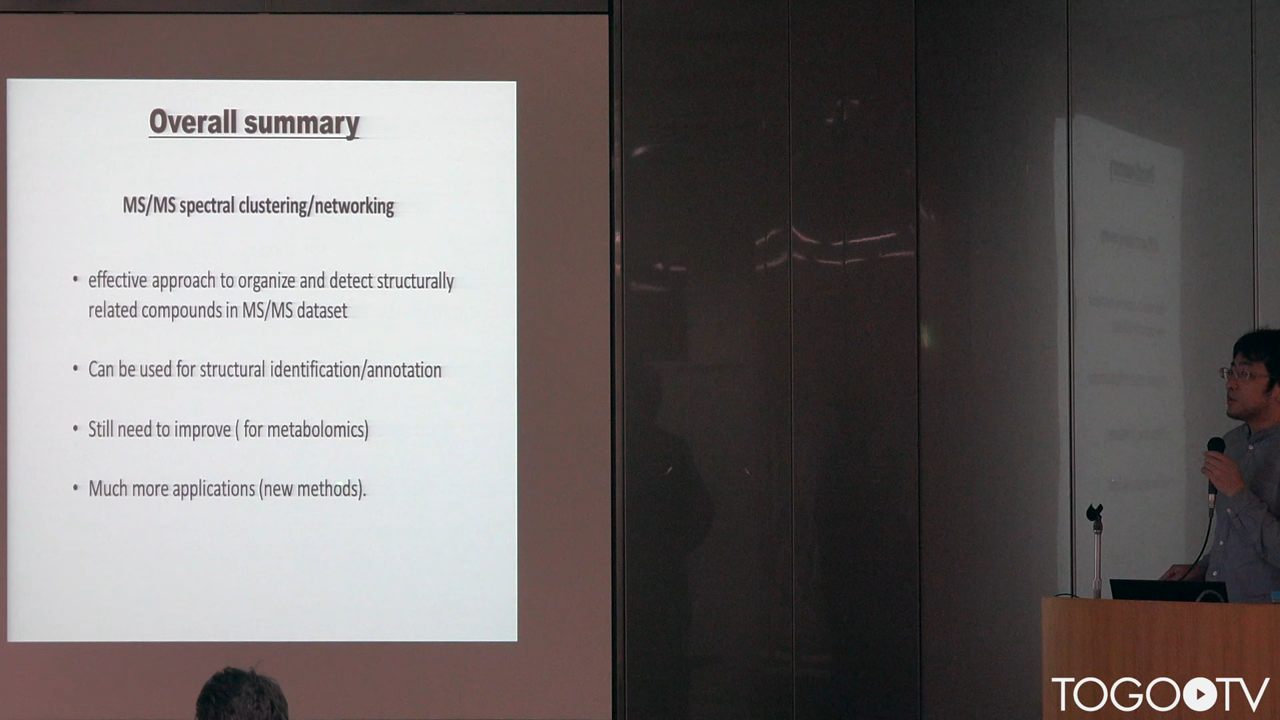 Overall summary
MS/MS spectral clustering/networking
• effective approach to organize and detect structurally
related compounds in MS/MS dataset
• Can be used for structural identification/annotation
• Still need to improve ( for metabolomics)
• Much more applications (new methods).
TOGO TV